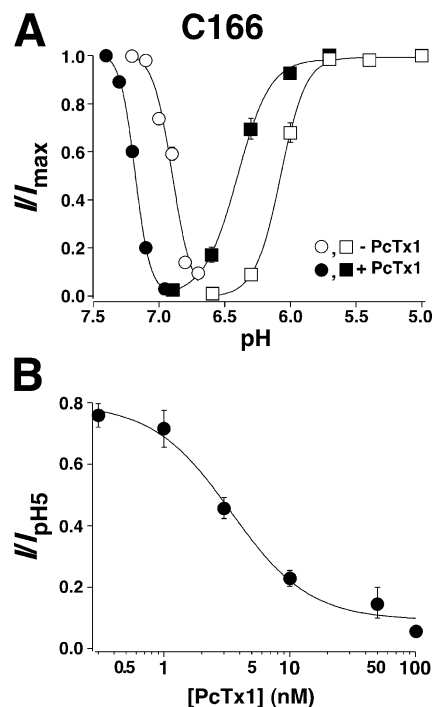 A C166
I/Imax
1.0
0.8
0.6
0.4
0.2
0.0
○ , □ - PcTx1
● , ■ + PcTx1
7.5 7.0 6.5 6.0 5.5 5.0
pH
B
I/IpH5
0.8
0.6
0.4
0.2
0.0
0.5 1 5 10 50 100
[PcTx1] (nM)